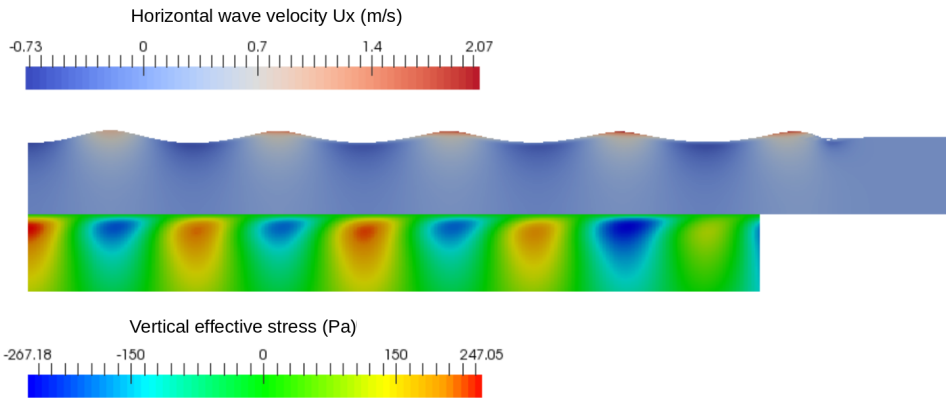 Horizontal wave velocity Ux (m/s)
-0.73 0 0.7 1.4 2.07
Vertical effective stress (Pa)
-267.18 -150 0 150 247.05